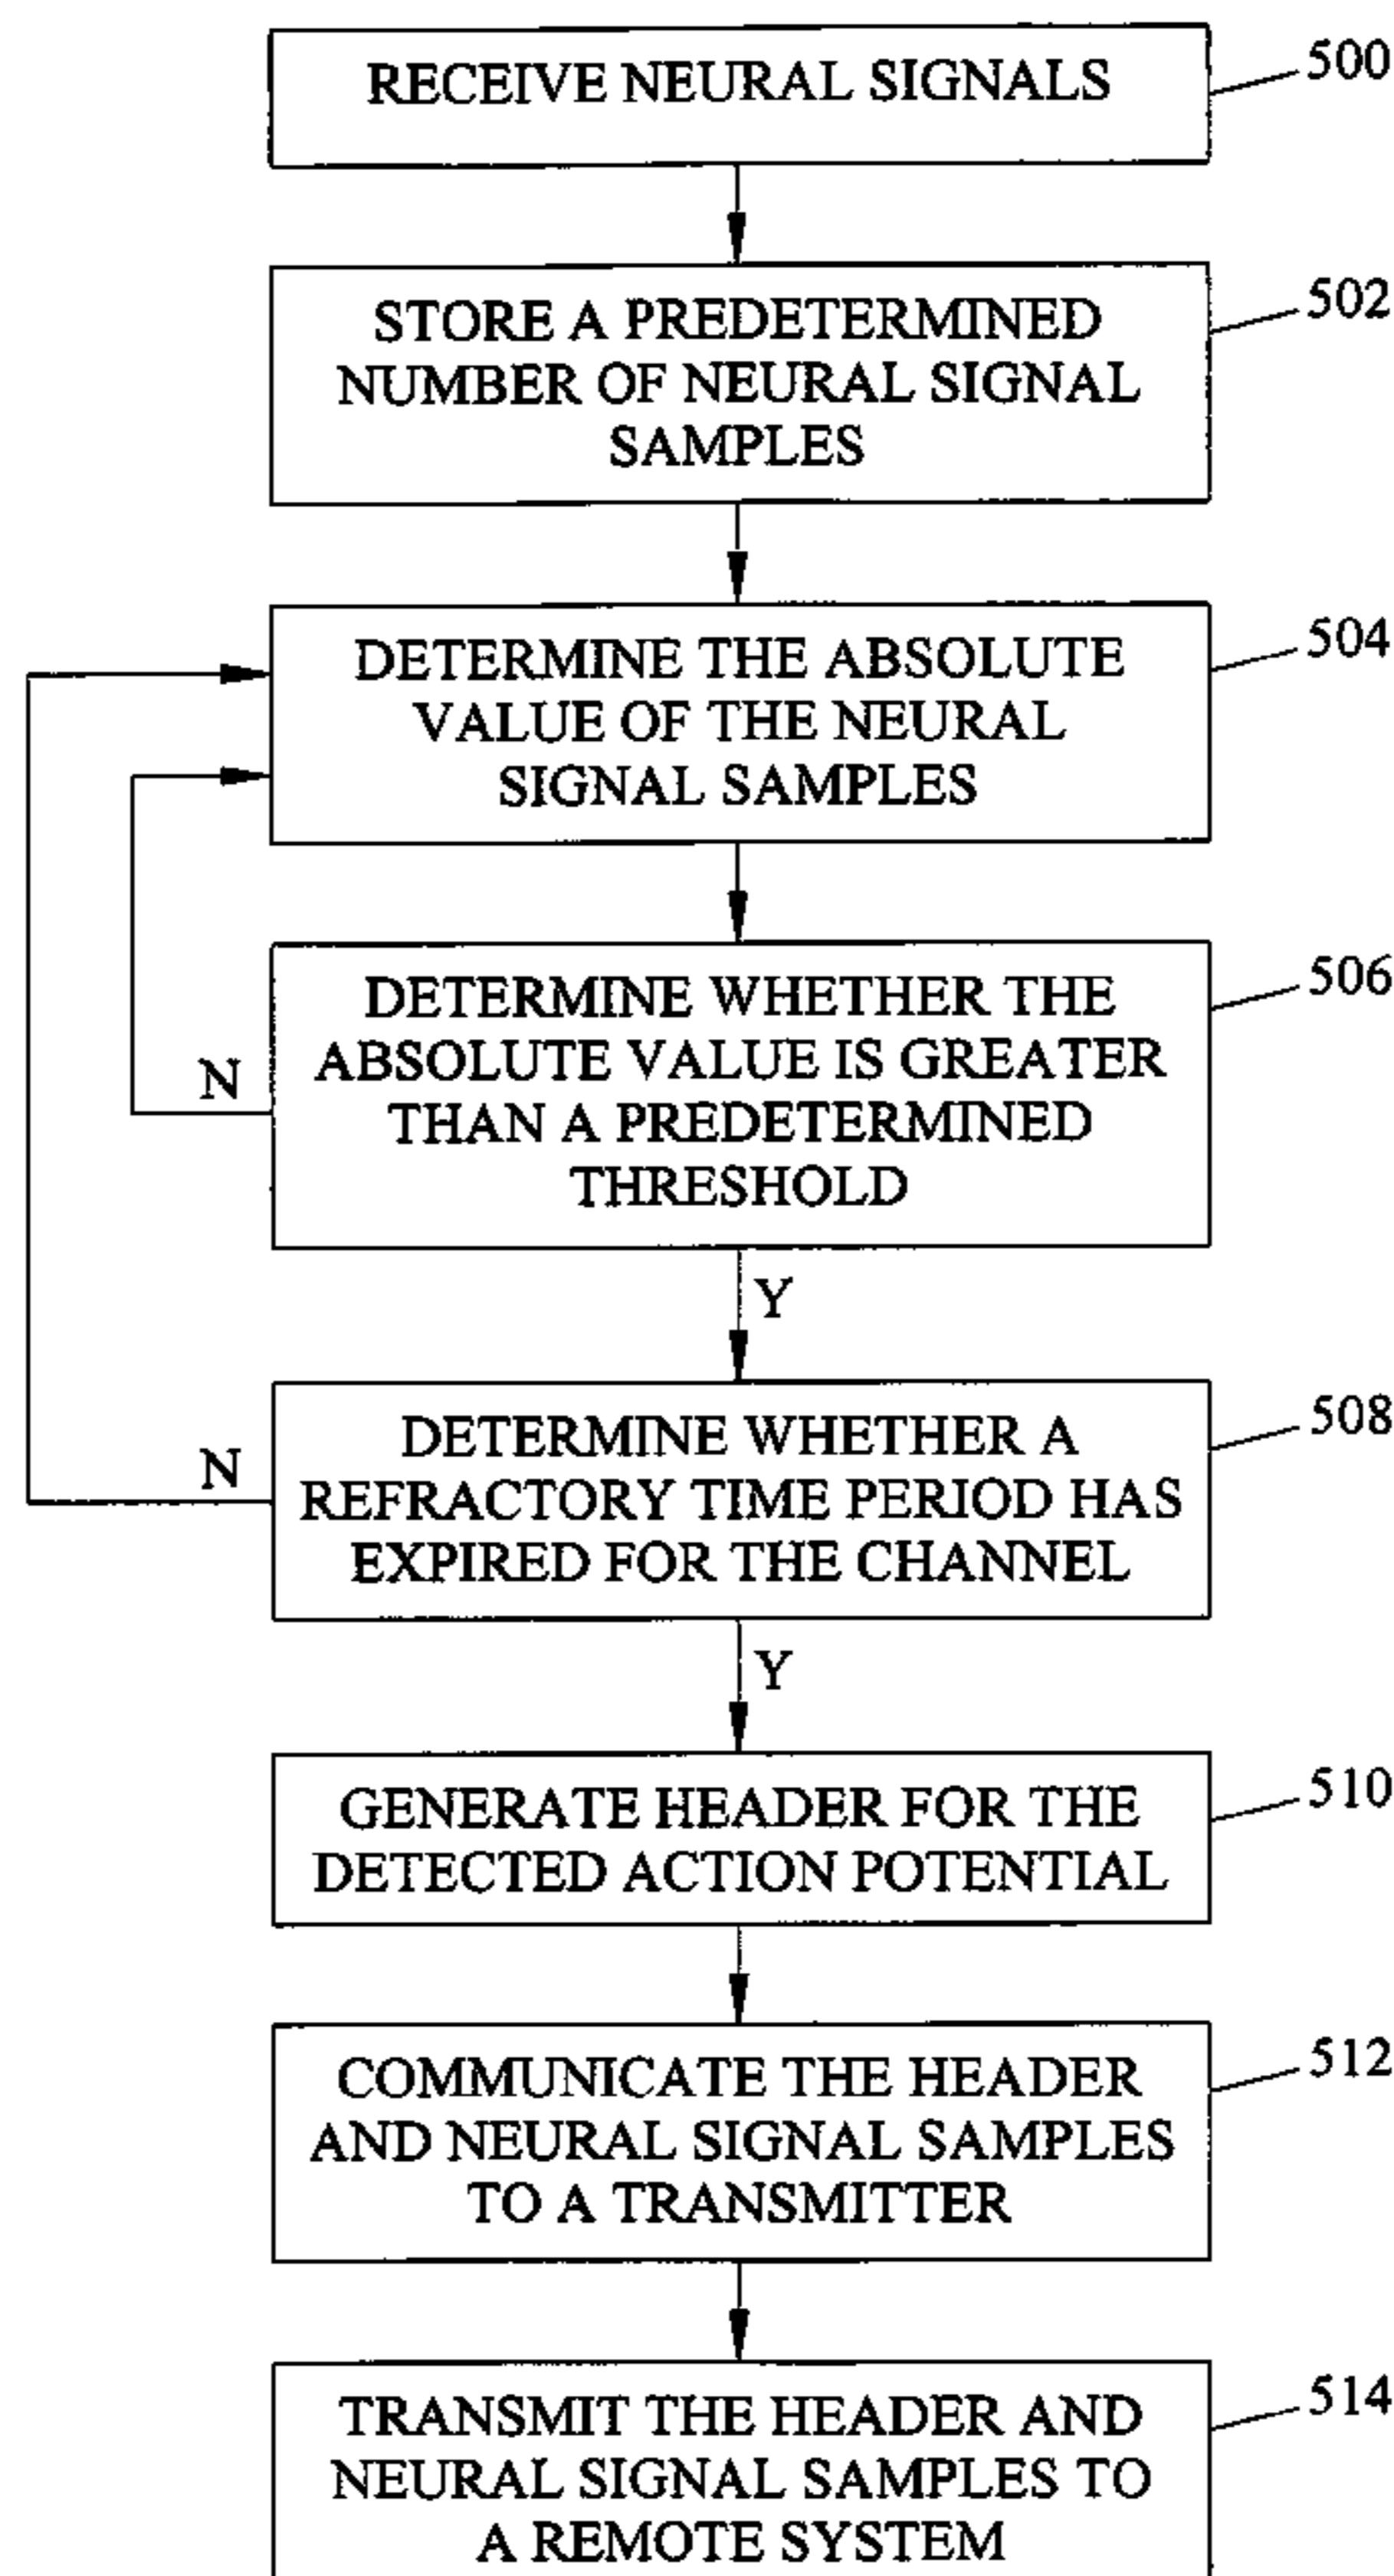 RECEIVE NEURAL SIGNALS
500
STORE A PREDETERMINED
NUMBER OF NEURAL SIGNAL
SAMPLES
502
DETERMINE THE ABSOLUTE
VALUE OF THE NEURAL
SIGNAL SAMPLES
504
DETERMINE WHETHER THE
ABSOLUTE VALUE IS GREATER
THAN A PREDETERMINED
THRESHOLD
506
N
Y
DETERMINE WHETHER A
REFRACTORY TIME PERIOD HAS
EXPIRED FOR THE CHANNEL
508
N
Y
GENERATE HEADER FOR THE
DETECTED ACTION POTENTIAL
510
COMMUNICATE THE HEADER
AND NEURAL SIGNAL SAMPLES
TO A TRANSMITTER
512
TRANSMIT THE HEADER AND
NEURAL SIGNAL SAMPLES TO
A REMOTE SYSTEM
514